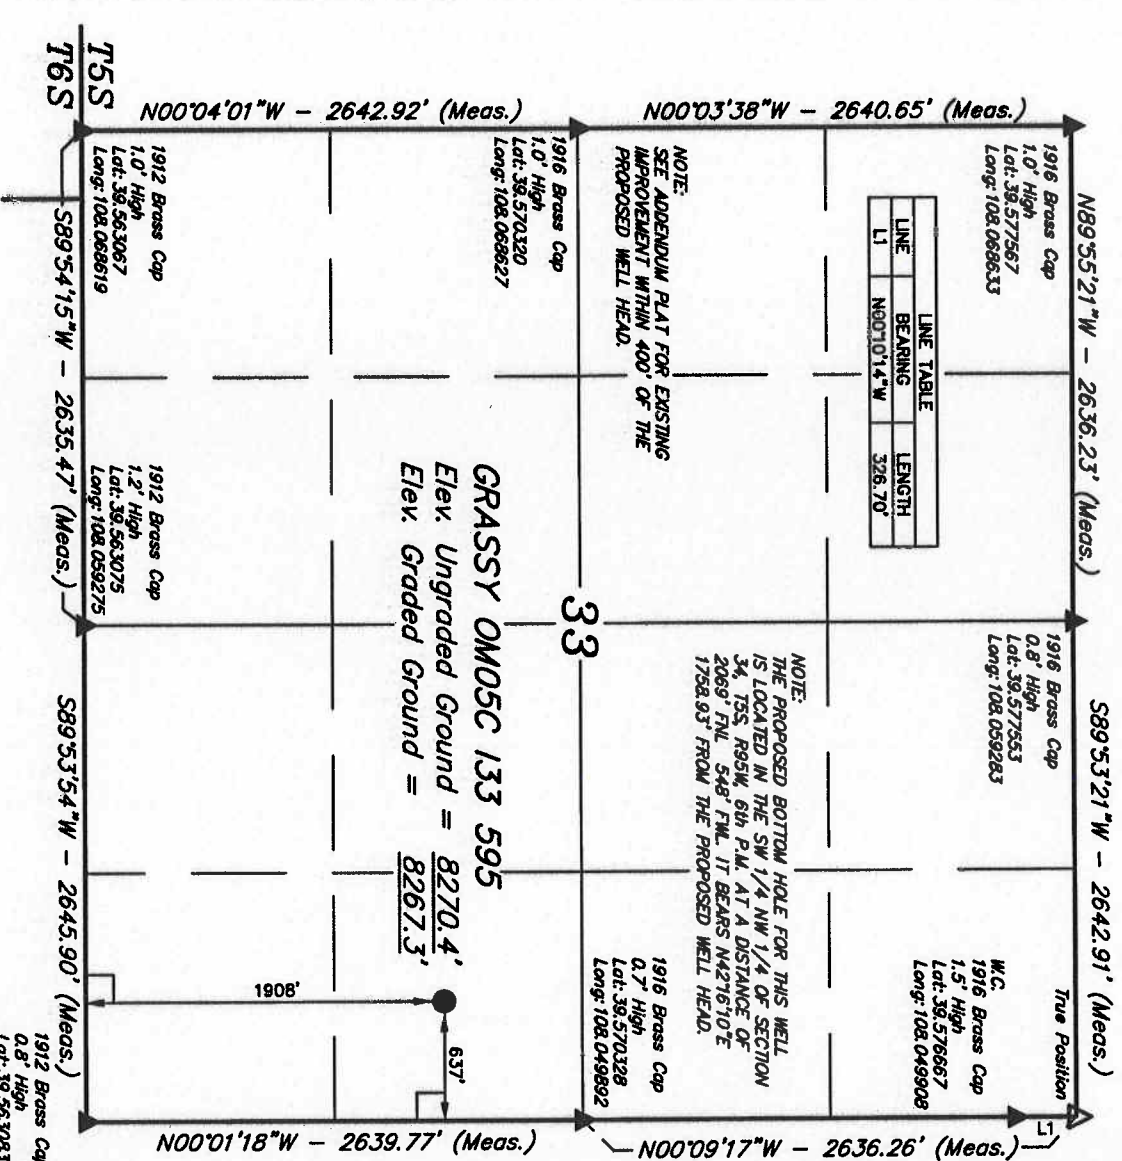 T5S
T6S
N00°04'01"W - 2642.92' (Meas.)
N00°03'38"W - 2640.65' (Meas.)
N89°55'21"W - 2636.23' (Meas.)
S89°53'21"W - 2642.91' (Meas.)
1916 Brass Cap
1.0' High
Lat: 39.577567
Long: 108.068633
LINE TABLE
LINE BEARING LENGTH
L1 N00°10'14"W 326.70'
1916 Brass Cap
0.8' High
Lat: 39.577553
Long: 108.059283
True Position
W.C.
1916 Brass Cap
1.5' High
Lat: 39.576667
Long: 108.049908
L1
NOTE:
SEE ADDENDUM PLAT FOR EXISTING
IMPROVEMENT WITHIN 400' OF THE
PROPOSED WELL HEAD.
NOTE:
THE PROPOSED BOTTOM HOLE FOR THIS WELL
IS LOCATED IN THE SW 1/4 NW 1/4 OF SECTION
34, T5S, R95W, 6th P.M. AT A DISTANCE OF
2069' FNL 548' FWL. IT BEARS N42°16'10"E
1758.93' FROM THE PROPOSED WELL HEAD.
1916 Brass Cap
1.0' High
Lat: 39.570320
Long: 108.068627
33
1916 Brass Cap
0.7' High
Lat: 39.570328
Long: 108.049892
GRASSY OM05C I33 595
Elev. Ungraded Ground = 8270.4'
Elev. Graded Ground = 8267.3'
1908'
637'
1912 Brass Cap
1.0' High
Lat: 39.563067
Long: 108.068619
1912 Brass Cap
1.2' High
Lat: 39.563075
Long: 108.059275
S89°54'15"W - 2635.47' (Meas.)
S89°53'54"W - 2645.90' (Meas.)
N00°01'18"W - 2639.77' (Meas.)
N00°09'17"W - 2636.26' (Meas.)
1912 Brass Cap
0.8' High